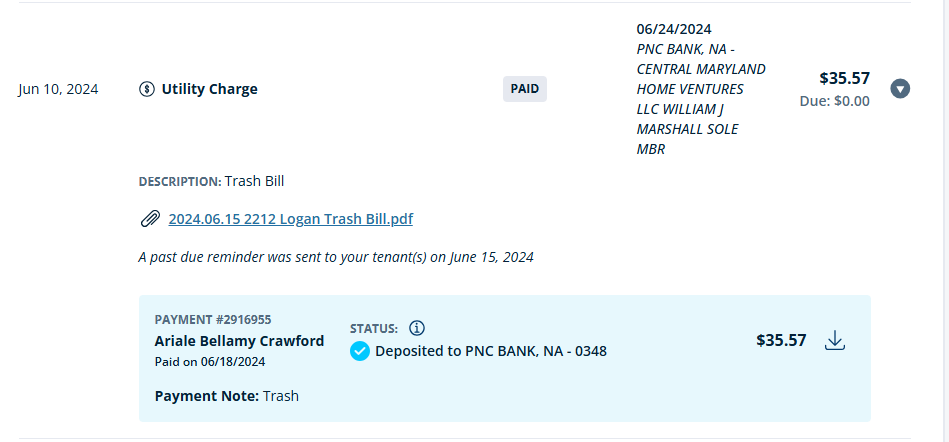 06/24/2024
PNC BANK, NA -
CENTRAL MARYLAND
HOME VENTURES
LLC WILLIAM J
MARSHALL SOLE
MBR
Jun 10, 2024
Utility Charge
PAID
$35.57
Due: $0.00
DESCRIPTION: Trash Bill
2024.06.15 2212 Logan Trash Bill.pdf
A past due reminder was sent to your tenant(s) on June 15, 2024
PAYMENT #2916955
Ariale Bellamy Crawford
Paid on 06/18/2024
STATUS:
Deposited to PNC BANK, NA - 0348
$35.57
Payment Note: Trash